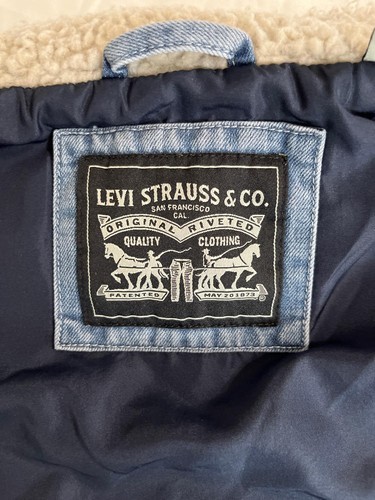 LEVI STRAUSS & CO.
SAN FRANCISCO
CAL.
ORIGINAL RIVETED
QUALITY CLOTHING
PATENTED MAY 20 1873
®